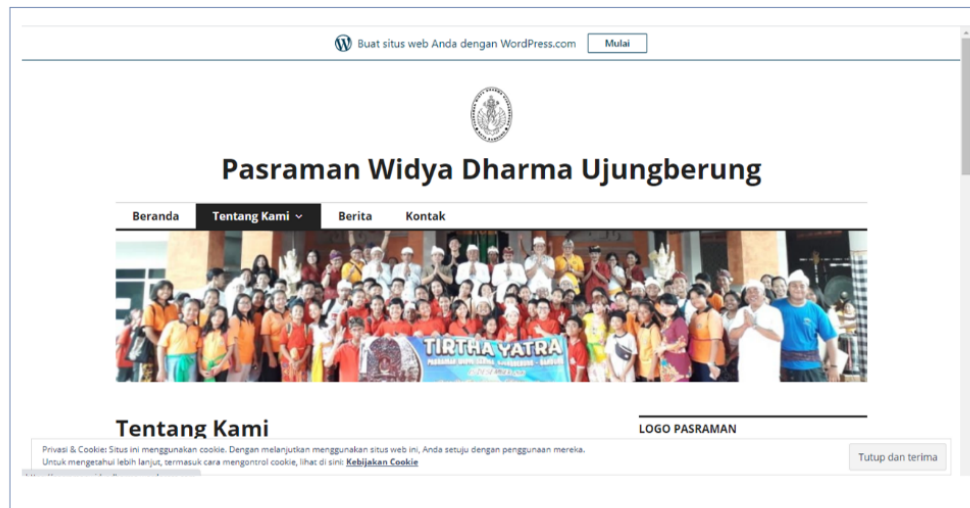 Buat situs web Anda dengan WordPress.com Mulai
Pasraman Widya Dharma Ujungberung
Beranda Tentang Kami Berita Kontak
TIRTHA YATRA
Tentang Kami
LOGO PASRAMAN
Privasi & Cookie: Situs ini menggunakan cookie. Dengan melanjutkan menggunakan situs web ini, Anda setuju dengan penggunaan mereka.
Untuk mengetahui lebih lanjut, termasuk cara mengontrol cookie, lihat di sini: Kebijakan Cookie
Tutup dan terima